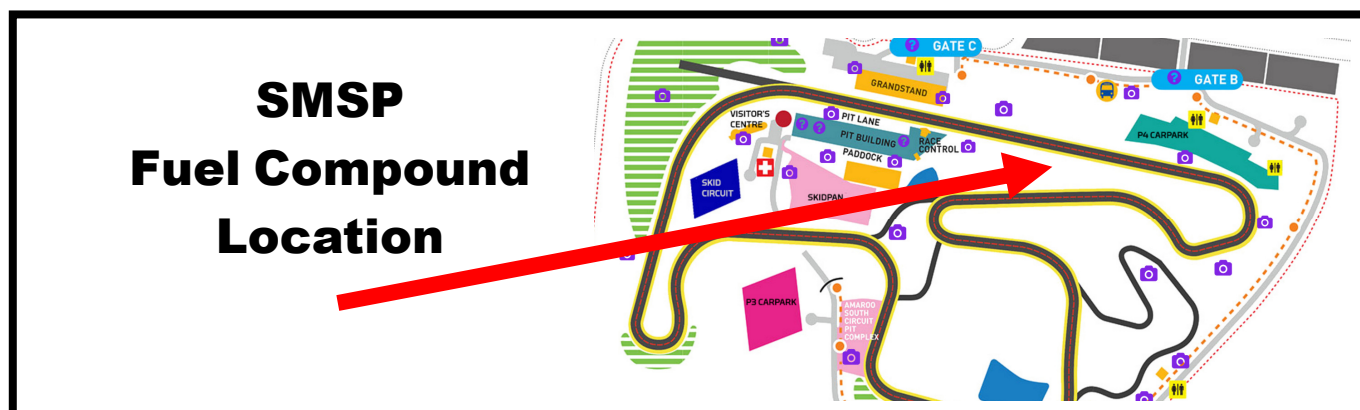 SMSP
Fuel Compound
Location
GATE C
GATE B
GRANDSTAND
VISITOR'S
CENTRE
PIT LANE
PIT BUILDING
RACE
CONTROL
PADDOCK
P4 CARPARK
SKID
CIRCUIT
SKIDPAN
P3 CARPARK
AMAROO
SOUTH
CIRCUIT
PIT
COMPLEX